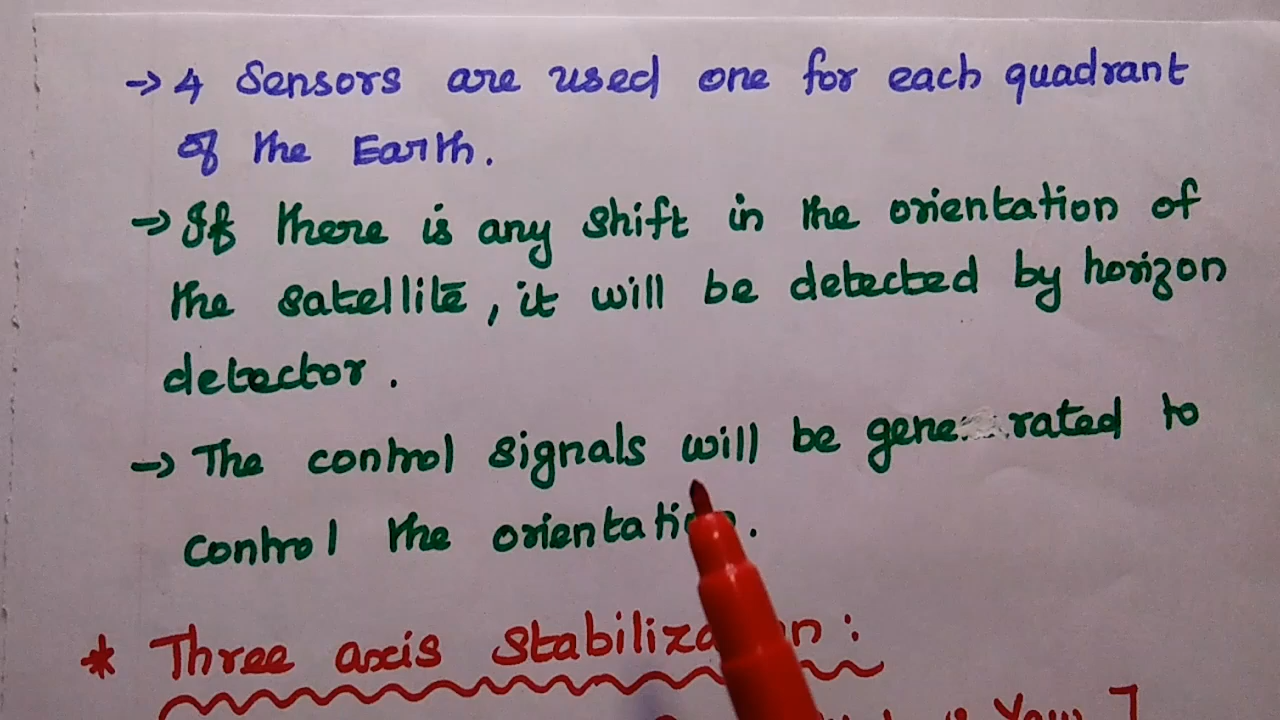 → 4 Sensors are used one for each quadrant
of the Earth.
→ If there is any shift in the orientation of
the satellite, it will be detected by horizon
detector.
→ The control signals will be generated to
control the orientation.
* Three axis stabilization:
Yaw ]